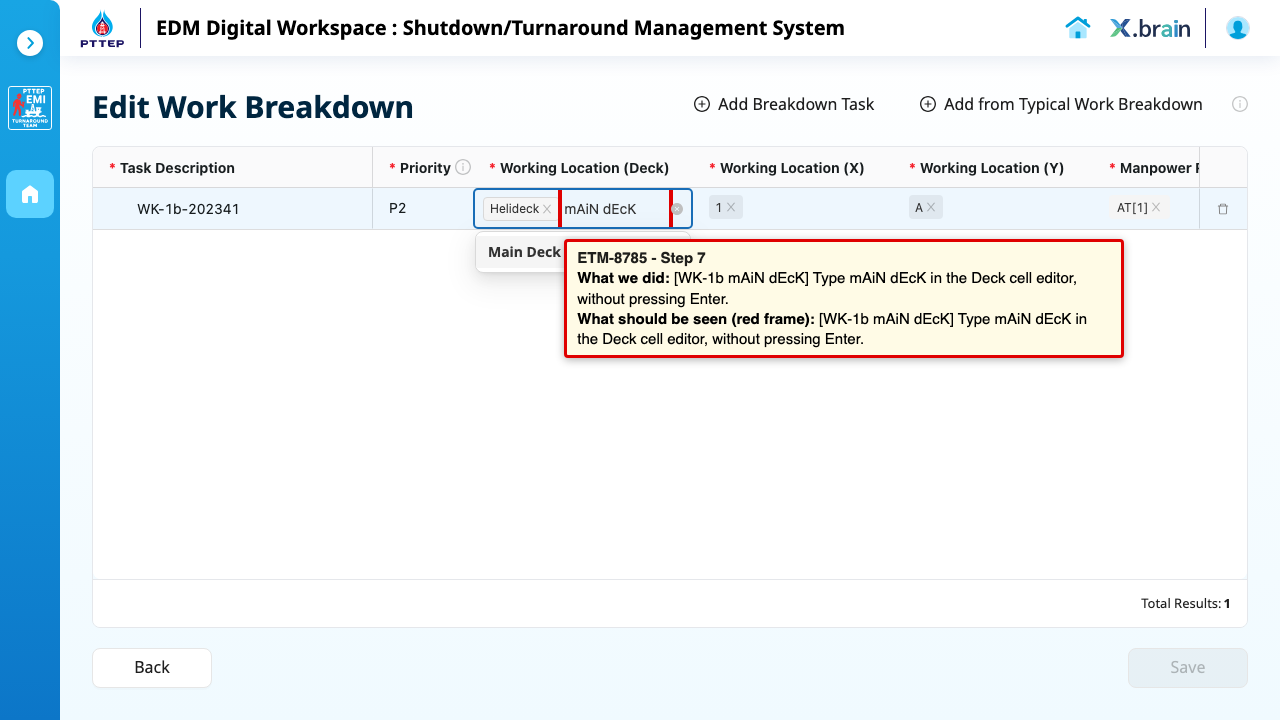 PTTEP
EDM Digital Workspace : Shutdown/Turnaround Management System
X.brain
PTTEP
EMI
TURNAROUND
TEAM
Edit Work Breakdown
Add Breakdown Task
Add from Typical Work Breakdown
* Task Description
* Priority
* Working Location (Deck)
* Working Location (X)
* Working Location (Y)
* Manpower
WK-1b-202341
P2
Helideck
mAiN dEcK
1
A
AT[1]
Main Deck
ETM-8785 - Step 7
What we did: [WK-1b mAiN dEcK] Type mAiN dEcK in the Deck cell editor,
without pressing Enter.
What should be seen (red frame): [WK-1b mAiN dEcK] Type mAiN dEcK in
the Deck cell editor, without pressing Enter.
Total Results: 1
Back
Save